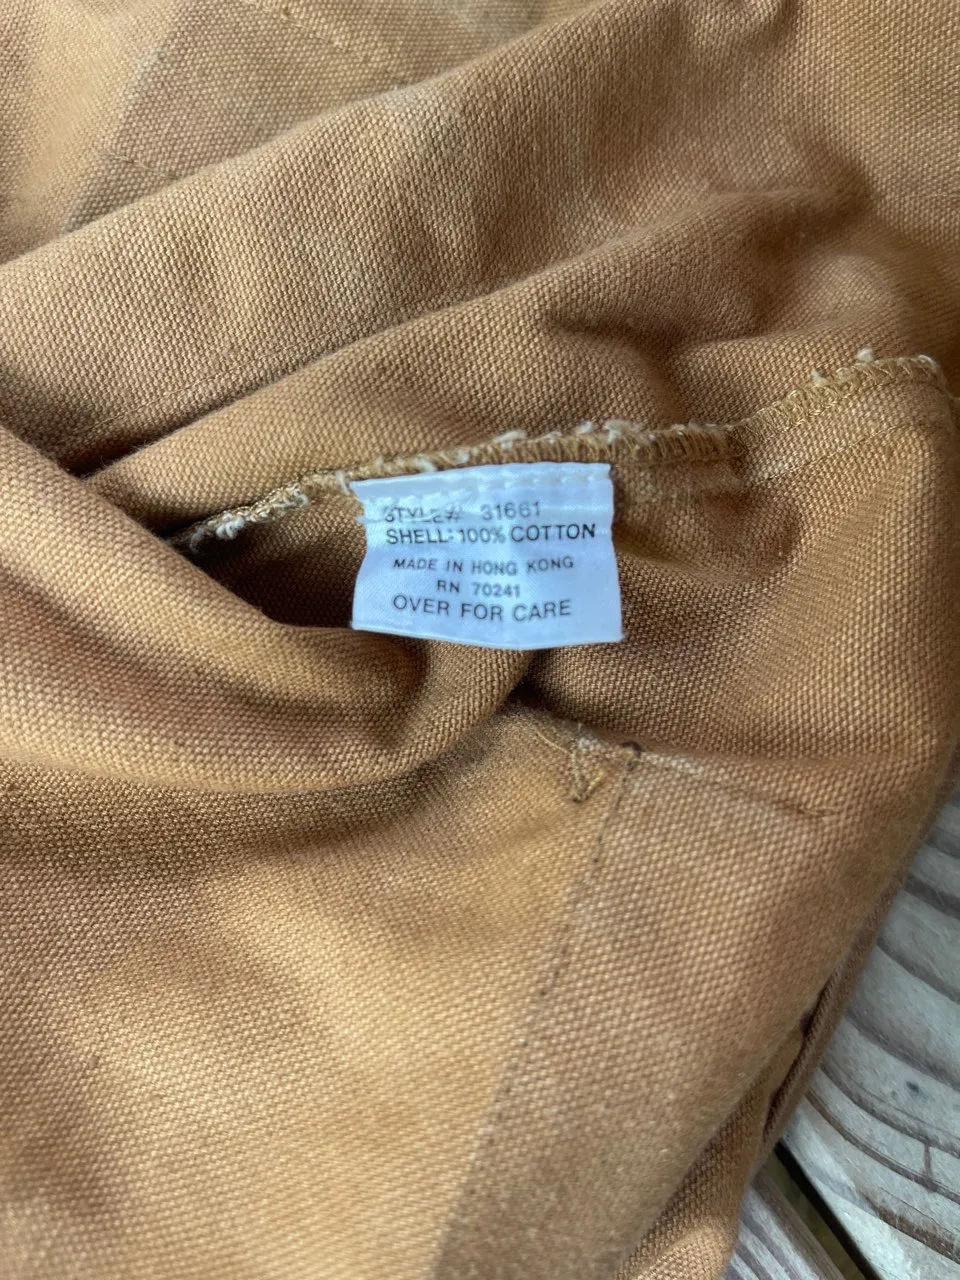 STYLE# 31661
SHELL: 100% COTTON
MADE IN HONG KONG
RN 70241
OVER FOR CARE